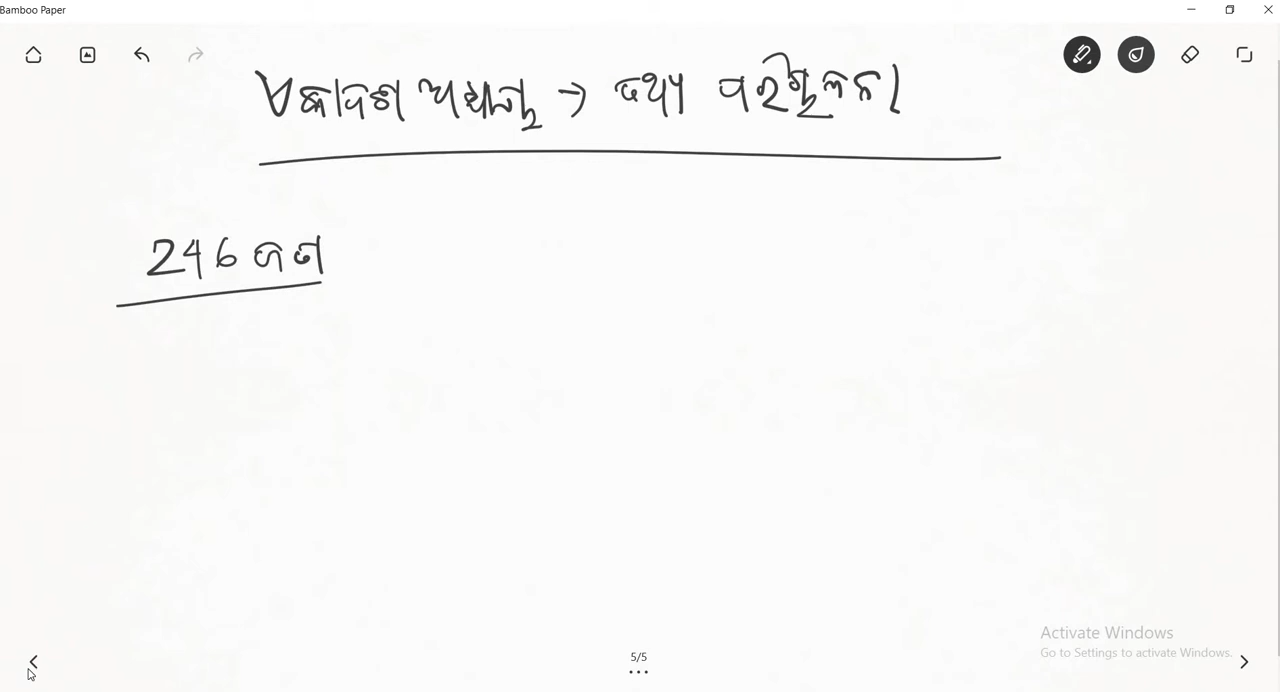 Bamboo Paper
ଏକାଦଶ ଅଧ୍ୟାୟ → ତଥ୍ୟ ପରିଚାଳନା
246 ଜଣ
5/5
Activate Windows
Go to Settings to activate Windows.